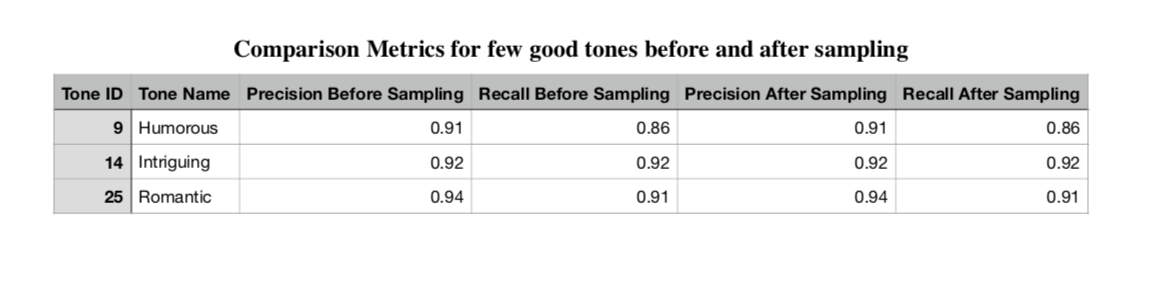 Comparison Metrics for few good tones before and after sampling
Tone ID Tone Name Precision Before Sampling Recall Before Sampling Precision After Sampling Recall After Sampling
9 Humorous 0.91 0.86 0.91 0.86
14 Intriguing 0.92 0.92 0.92 0.92
25 Romantic 0.94 0.91 0.94 0.91